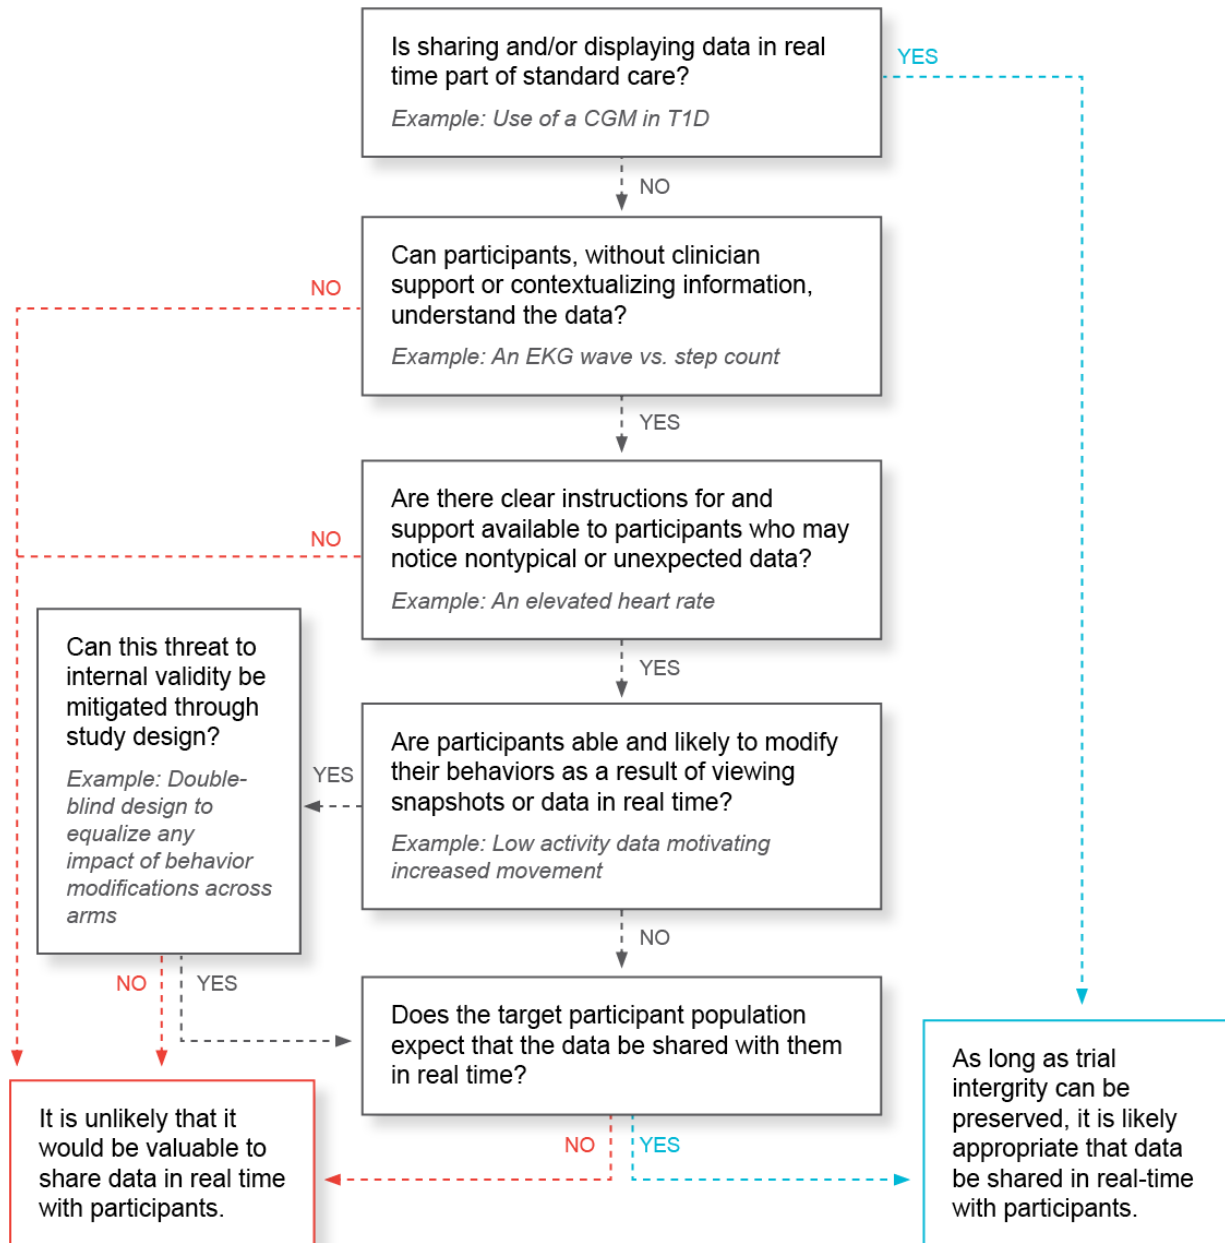 Is sharing and/or displaying data in real
time part of standard care?
Example: Use of a CGM in T1D
YES
NO
Can participants, without clinician
support or contextualizing information,
understand the data?
Example: An EKG wave vs. step count
NO
YES
Are there clear instructions for and
support available to participants who may
notice nontypical or unexpected data?
Example: An elevated heart rate
NO
YES
Can this threat to
internal validity be
mitigated through
study design?
Example: Double-
blind design to
equalize any
impact of behavior
modifications across
arms
YES
Are participants able and likely to modify
their behaviors as a result of viewing
snapshots or data in real time?
Example: Low activity data motivating
increased movement
NO
NO
YES
Does the target participant population
expect that the data be shared with them
in real time?
NO
YES
It is unlikely that it
would be valuable to
share data in real time
with participants.
As long as trial
intergrity can be
preserved, it is likely
appropriate that data
be shared in real-time
with participants.